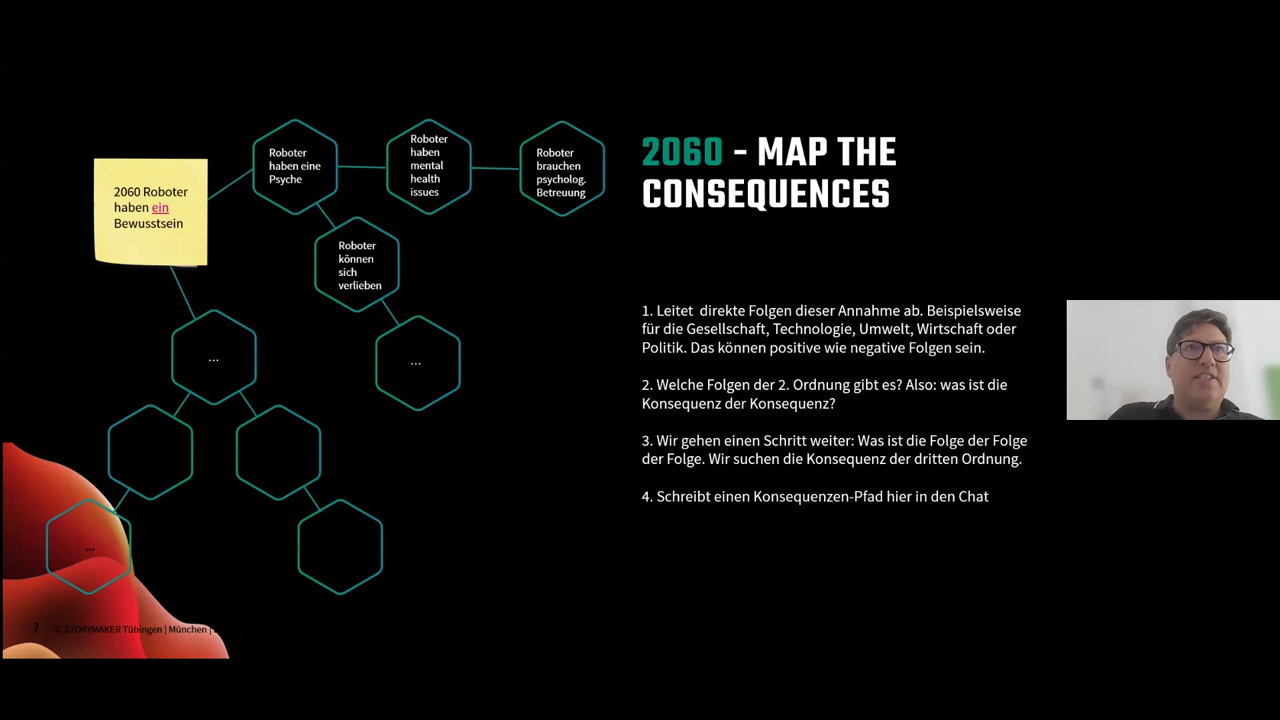 2060 Roboter
haben ein
Bewusstsein
Roboter
haben eine
Psyche
Roboter
haben
mental
health
issues
Roboter
brauchen
psycholog.
Betreuung
Roboter
können
sich
verlieben
...
...
...
7 © STORYMAKER Tübingen | München |
2060 - MAP THE
CONSEQUENCES
1. Leitet direkte Folgen dieser Annahme ab. Beispielsweise
für die Gesellschaft, Technologie, Umwelt, Wirtschaft oder
Politik. Das können positive wie negative Folgen sein.
2. Welche Folgen der 2. Ordnung gibt es? Also: was ist die
Konsequenz der Konsequenz?
3. Wir gehen einen Schritt weiter: Was ist die Folge der Folge
der Folge. Wir suchen die Konsequenz der dritten Ordnung.
4. Schreibt einen Konsequenzen-Pfad hier in den Chat